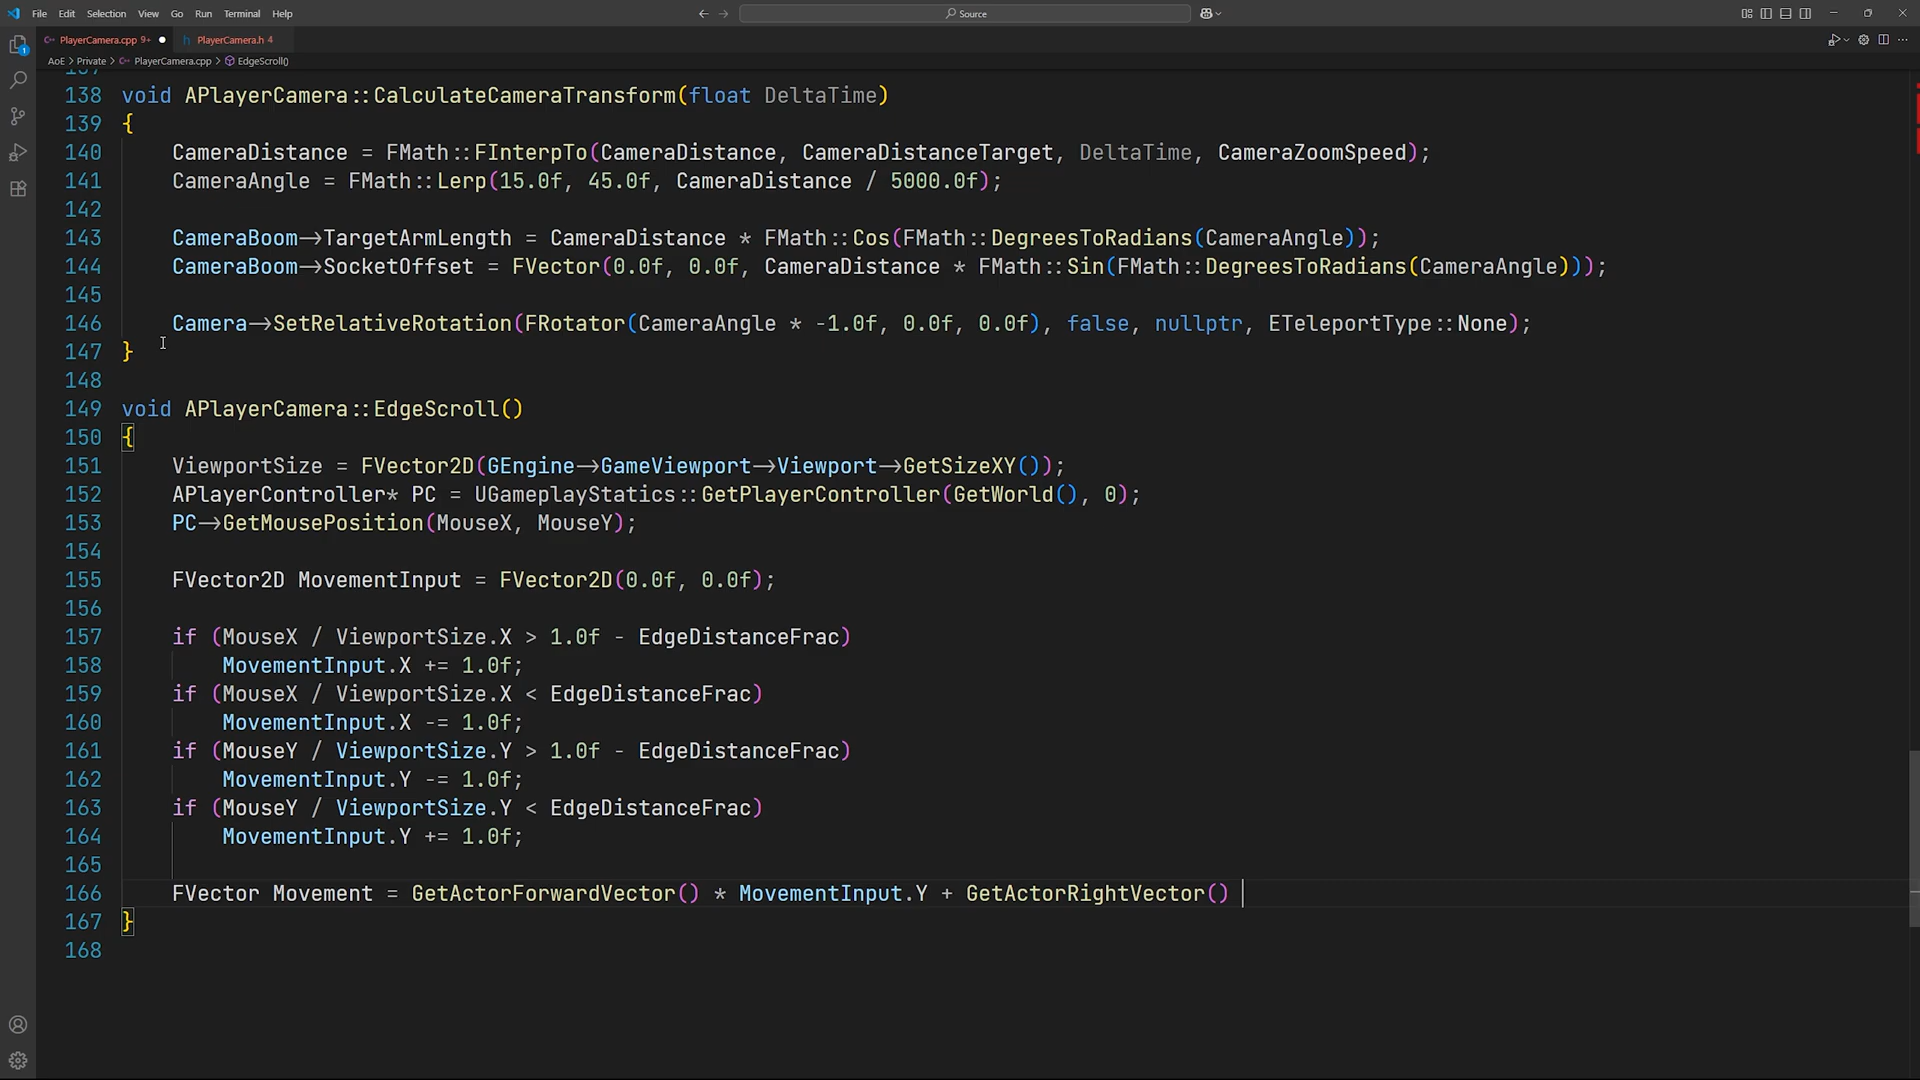 File Edit Selection View Go Run Terminal Help Source
PlayerCamera.cpp 9+ PlayerCamera.h 4
AoE > Private > PlayerCamera.cpp > EdgeScroll()
137
138 void APlayerCamera::CalculateCameraTransform(float DeltaTime)
139 {
140 CameraDistance = FMath::FInterpTo(CameraDistance, CameraDistanceTarget, DeltaTime, CameraZoomSpeed);
141 CameraAngle = FMath::Lerp(15.0f, 45.0f, CameraDistance / 5000.0f);
142
143 CameraBoom->TargetArmLength = CameraDistance * FMath::Cos(FMath::DegreesToRadians(CameraAngle));
144 CameraBoom->SocketOffset = FVector(0.0f, 0.0f, CameraDistance * FMath::Sin(FMath::DegreesToRadians(CameraAngle)));
145
146 Camera->SetRelativeRotation(FRotator(CameraAngle * -1.0f, 0.0f, 0.0f), false, nullptr, ETeleportType::None);
147 }
148
149 void APlayerCamera::EdgeScroll()
150 {
151 ViewportSize = FVector2D(GEngine->GameViewport->Viewport->GetSizeXY());
152 APlayerController* PC = UGameplayStatics::GetPlayerController(GetWorld(), 0);
153 PC->GetMousePosition(MouseX, MouseY);
154
155 FVector2D MovementInput = FVector2D(0.0f, 0.0f);
156
157 if (MouseX / ViewportSize.X > 1.0f - EdgeDistanceFrac)
158 MovementInput.X += 1.0f;
159 if (MouseX / ViewportSize.X < EdgeDistanceFrac)
160 MovementInput.X -= 1.0f;
161 if (MouseY / ViewportSize.Y > 1.0f - EdgeDistanceFrac)
162 MovementInput.Y -= 1.0f;
163 if (MouseY / ViewportSize.Y < EdgeDistanceFrac)
164 MovementInput.Y += 1.0f;
165
166 FVector Movement = GetActorForwardVector() * MovementInput.Y + GetActorRightVector()
167 }
168